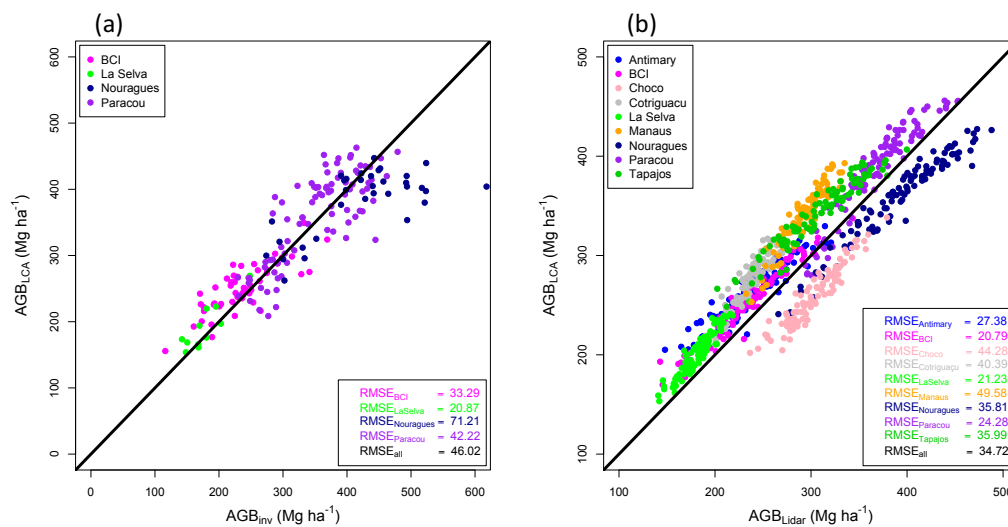 (a)
BCI
La Selva
Nouragues
Paracou
600
500
400
300
200
100
0
AGB_LCA (Mg ha⁻¹)
RMSE_BCI = 33.29
RMSE_LaSelva = 20.87
RMSE_Nouragues = 71.21
RMSE_Paracou = 42.22
RMSE_all = 46.02
0 100 200 300 400 500 600
AGB_inv (Mg ha⁻¹)
(b)
Antimary
BCI
Choco
Cotriguacu
La Selva
Manaus
Nouragues
Paracou
Tapajos
500
400
300
200
100
AGB_LCA (Mg ha⁻¹)
RMSE_Antimary = 27.38
RMSE_BCI = 20.79
RMSE_Choco = 44.28
RMSE_Cotriguaçu = 40.39
RMSE_LaSelva = 21.23
RMSE_Manaus = 49.58
RMSE_Nouragues = 35.81
RMSE_Paracou = 24.28
RMSE_Tapajos = 35.99
RMSE_all = 34.72
100 200 300 400 500
AGB_Lidar (Mg ha⁻¹)